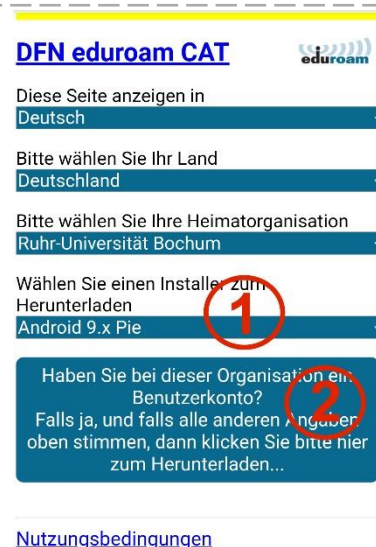 DFN eduroam CAT
eduroam
Diese Seite anzeigen in
Deutsch
Bitte wählen Sie Ihr Land
Deutschland
Bitte wählen Sie Ihre Heimatorganisation
Ruhr-Universität Bochum
Wählen Sie einen Installer zum
Herunterladen
1
Android 9.x Pie
Haben Sie bei dieser Organisation ein
Benutzerkonto?
2
Falls ja, und falls alle anderen Angaben
oben stimmen, dann klicken Sie bitte hier
zum Herunterladen...
Nutzungsbedingungen